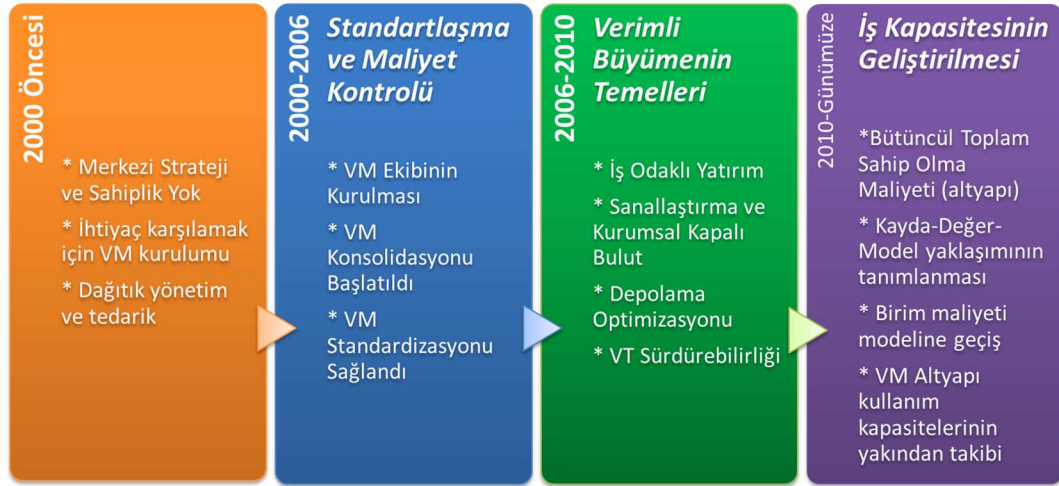 2000 Öncesi
* Merkezi Strateji
ve Sahiplik Yok
* İhtiyaç karşılamak
için VM kurulumu
* Dağıtık yönetim
ve tedarik
2000-2006
Standartlaşma
ve Maliyet
Kontrolü
* VM Ekibinin
Kurulması
* VM
Konsolidasyonu
Başlatıldı
* VM
Standardizasyonu
Sağlandı
2006-2010
Verimli
Büyümenin
Temelleri
* İş Odaklı Yatırım
* Sanallaştırma ve
Kurumsal Kapalı
Bulut
* Depolama
Optimizasyonu
* VT Sürdürebilirliği
2010-Günümüze
İş Kapasitesinin
Geliştirilmesi
*Bütüncül Toplam
Sahip Olma
Maliyeti (altyapı)
* Kayda-Değer-
Model yaklaşımının
tanımlanması
* Birim maliyeti
modeline geçiş
* VM Altyapı
kullanım
kapasitelerinin
yakından takibi